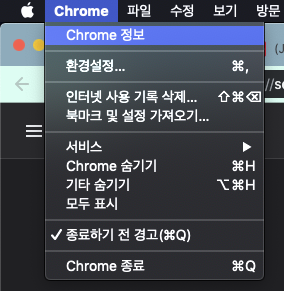 Chrome 파일 수정 보기 방문
Chrome 정보
환경설정... ⌘,
인터넷 사용 기록 삭제... ⇧⌘⌫
북마크 및 설정 가져오기...
서비스 ▶
Chrome 숨기기 ⌘H
기타 숨기기 ⌥⌘H
모두 표시
✓ 종료하기 전 경고(⌘Q)
Chrome 종료 ⌘Q